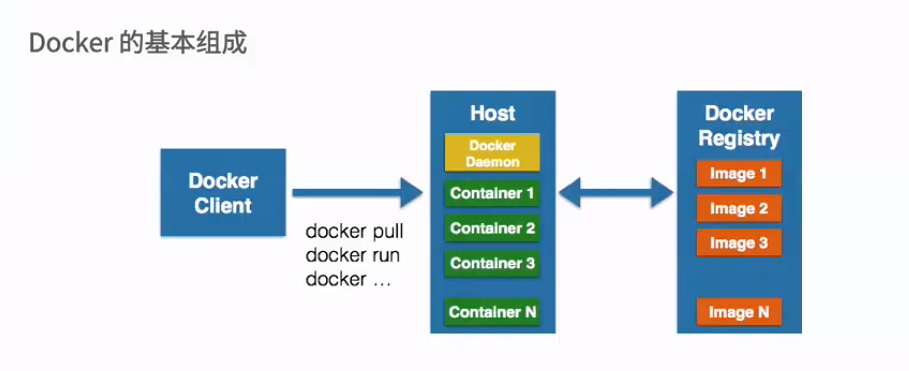 Docker 的基本组成
Docker
Client
docker pull
docker run
docker ...
Host
Docker
Daemon
Container 1
Container 2
Container 3
Container N
Docker
Registry
Image 1
Image 2
Image 3
Image N